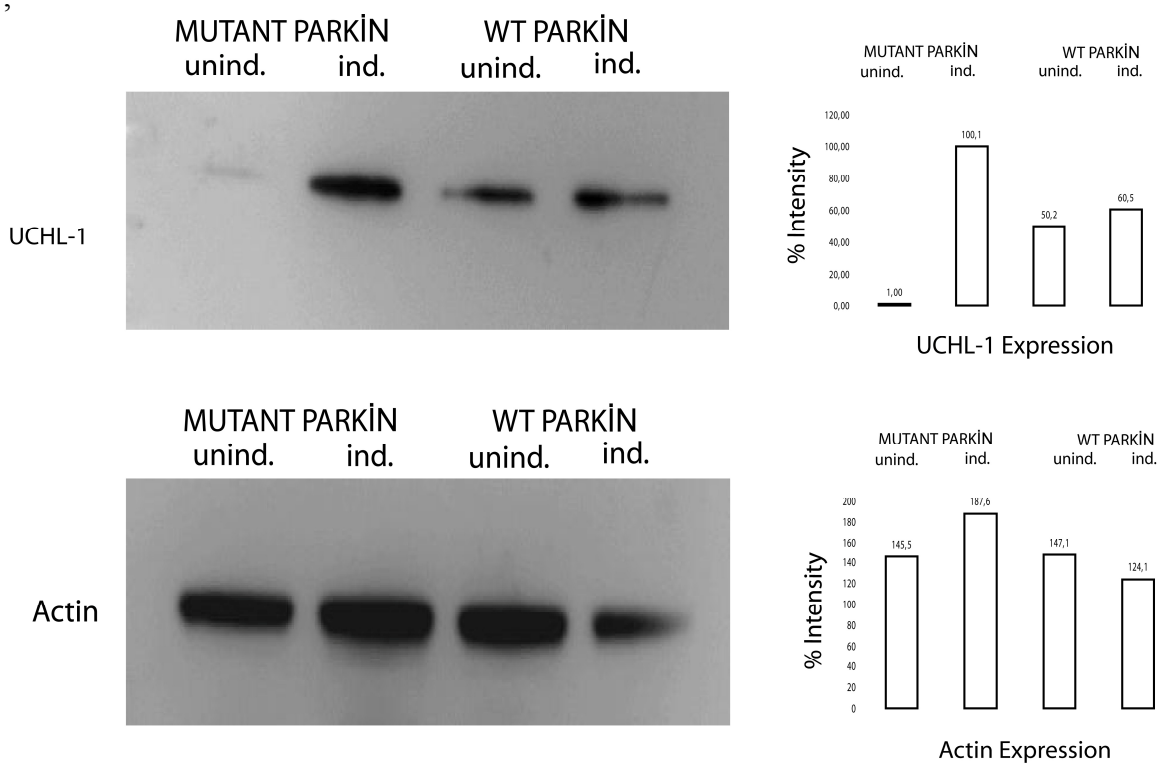 ,
MUTANT PARKİN WT PARKİN
unind. ind. unind. ind.
UCHL-1
MUTANT PARKİN WT PARKİN
unind. ind. unind. ind.
120,00
100,00
80,00
60,00
40,00
20,00
0,00
% Intensity
1,00 100,1 50,2 60,5
UCHL-1 Expression
MUTANT PARKİN WT PARKİN
unind. ind. unind. ind.
Actin
MUTANT PARKİN WT PARKİN
unind. ind. unind. ind.
200
180
160
140
120
100
80
60
40
20
0
% Intensity
145,5 187,6 147,1 124,1
Actin Expression